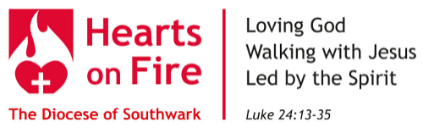 Hearts
on Fire
The Diocese of Southwark
Loving God
Walking with Jesus
Led by the Spirit
Luke 24:13-35